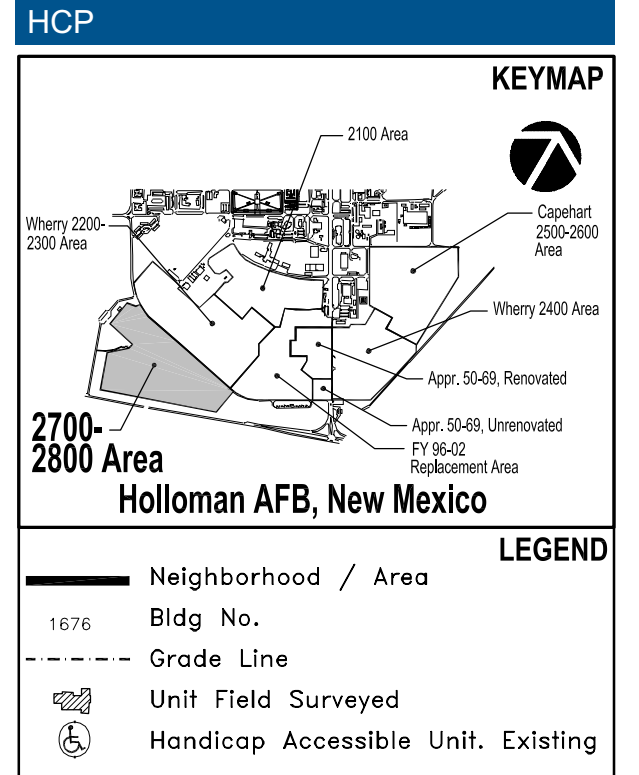 HCP
KEYMAP
2100 Area
Wherry 2200-
2300 Area
Capehart
2500-2600
Area
Wherry 2400 Area
Appr. 50-69, Renovated
Appr. 50-69, Unrenovated
FY 96-02
Replacement Area
2700-
2800 Area
Holloman AFB, New Mexico
LEGEND
Neighborhood / Area
1676 Bldg No.
Grade Line
Unit Field Surveyed
Handicap Accessible Unit. Existing